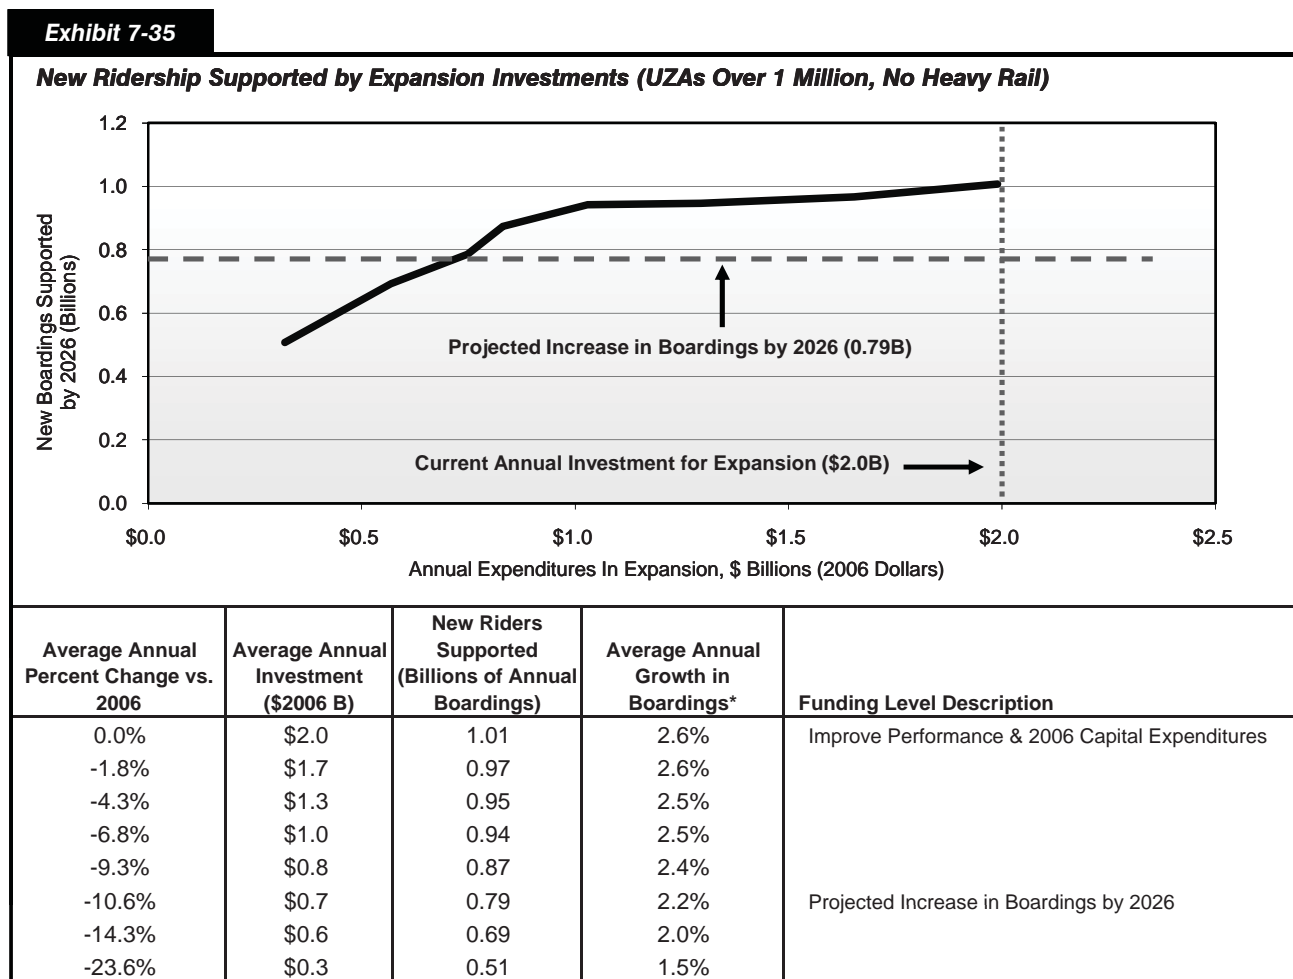 Exhibit 7-35
New Ridership Supported by Expansion Investments (UZAs Over 1 Million, No Heavy Rail)
1.2
1.0
0.8
0.6
0.4
0.2
0.0
New Boardings Supported
by 2026 (Billions)
Projected Increase in Boardings by 2026 (0.79B)
Current Annual Investment for Expansion ($2.0B)
$0.0 $0.5 $1.0 $1.5 $2.0 $2.5
Annual Expenditures In Expansion, $ Billions (2006 Dollars)
Average Annual
Percent Change vs.
2006
Average Annual
Investment
($2006 B)
New Riders
Supported
(Billions of Annual
Boardings)
Average Annual
Growth in
Boardings*
Funding Level Description
0.0% $2.0 1.01 2.6% Improve Performance & 2006 Capital Expenditures
-1.8% $1.7 0.97 2.6%
-4.3% $1.3 0.95 2.5%
-6.8% $1.0 0.94 2.5%
-9.3% $0.8 0.87 2.4%
-10.6% $0.7 0.79 2.2% Projected Increase in Boardings by 2026
-14.3% $0.6 0.69 2.0%
-23.6% $0.3 0.51 1.5%